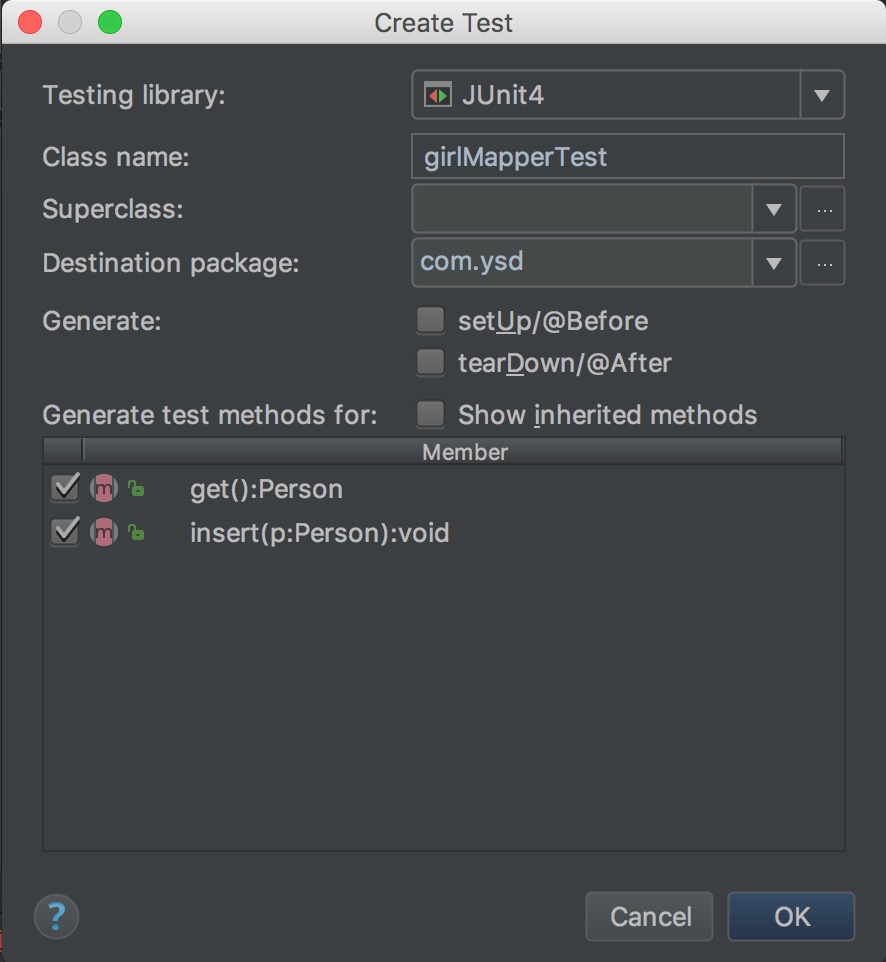 Create Test
Testing library: JUnit4
Class name: girlMapperTest
Superclass: ...
Destination package: com.ysd ...
Generate: setUp/@Before
tearDown/@After
Generate test methods for: Show inherited methods
Member
m get():Person
m insert(p:Person):void
? Cancel OK